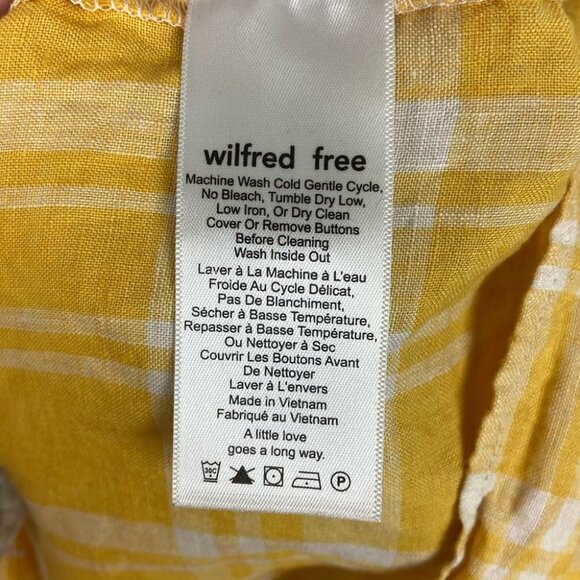 wilfred free
Machine Wash Cold Gentle Cycle,
No Bleach, Tumble Dry Low,
Low Iron, Or Dry Clean
Cover Or Remove Buttons
Before Cleaning
Wash Inside Out
Laver à La Machine à L'eau
Froide Au Cycle Délicat,
Pas De Blanchiment,
Sécher à Basse Température,
Repasser à Basse Température,
Ou Nettoyer à Sec
Couvrir Les Boutons Avant
De Nettoyer
Laver à L'envers
Made in Vietnam
Fabriqué au Vietnam
A little love
goes a long way.
30C P